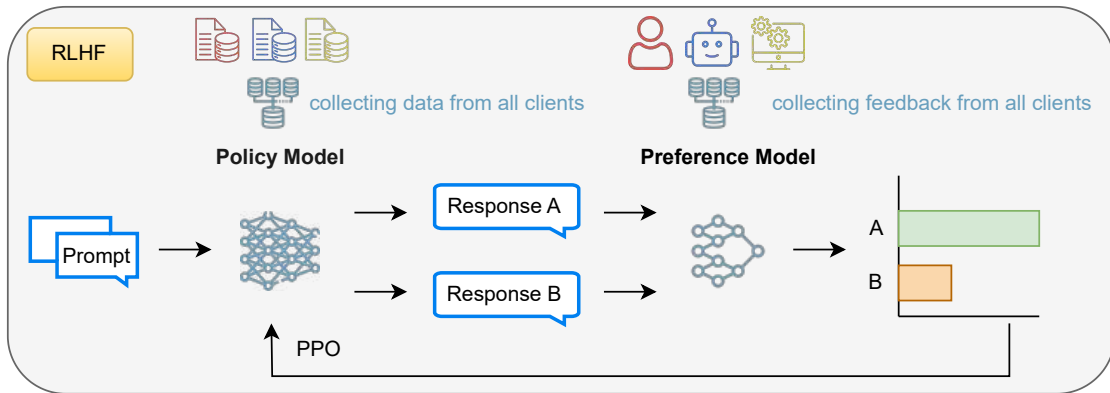 RLHF
collecting data from all clients
collecting feedback from all clients
Policy Model
Preference Model
Prompt
Response A
Response B
A
B
PPO